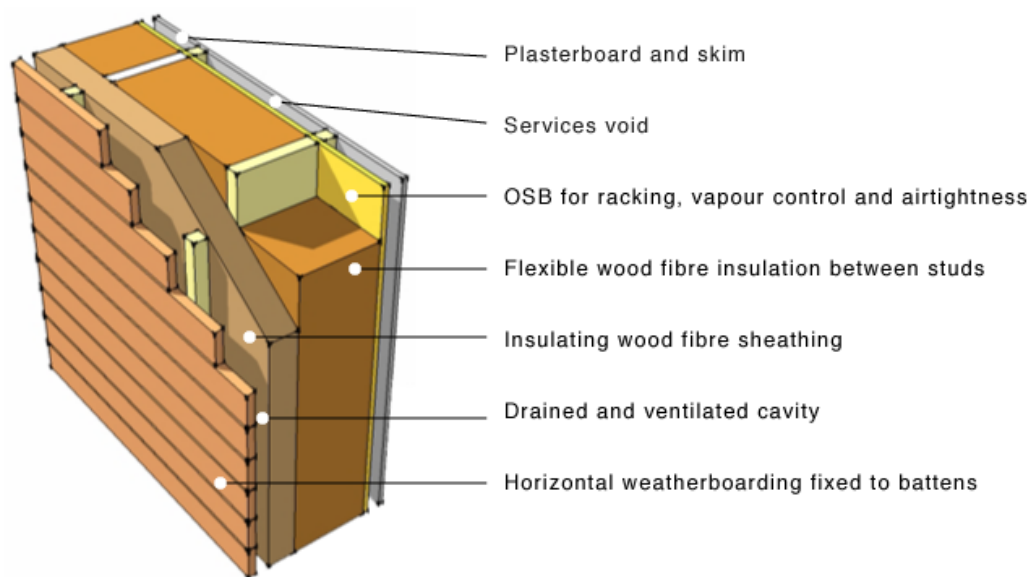 Plasterboard and skim
Services void
OSB for racking, vapour control and airtightness
Flexible wood fibre insulation between studs
Insulating wood fibre sheathing
Drained and ventilated cavity
Horizontal weatherboarding fixed to battens